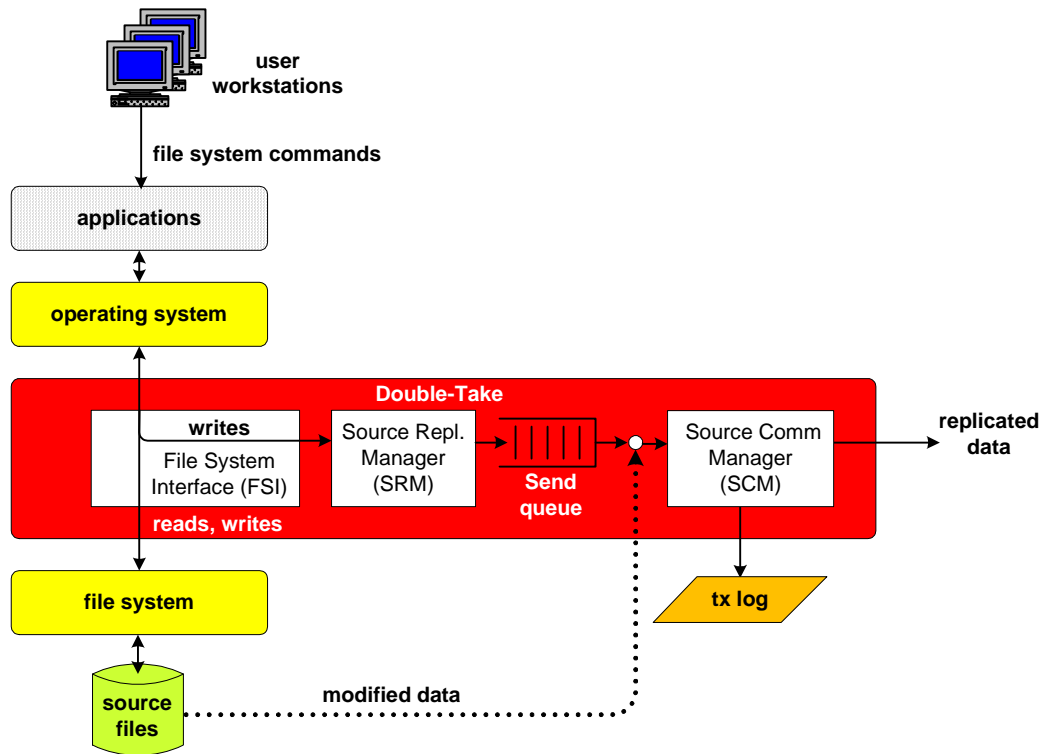 user
workstations
file system commands
applications
operating system
Double-Take
writes
File System
Interface (FSI)
reads, writes
Source Repl.
Manager
(SRM)
Send
queue
Source Comm
Manager
(SCM)
replicated
data
file system
tx log
source
files
modified data